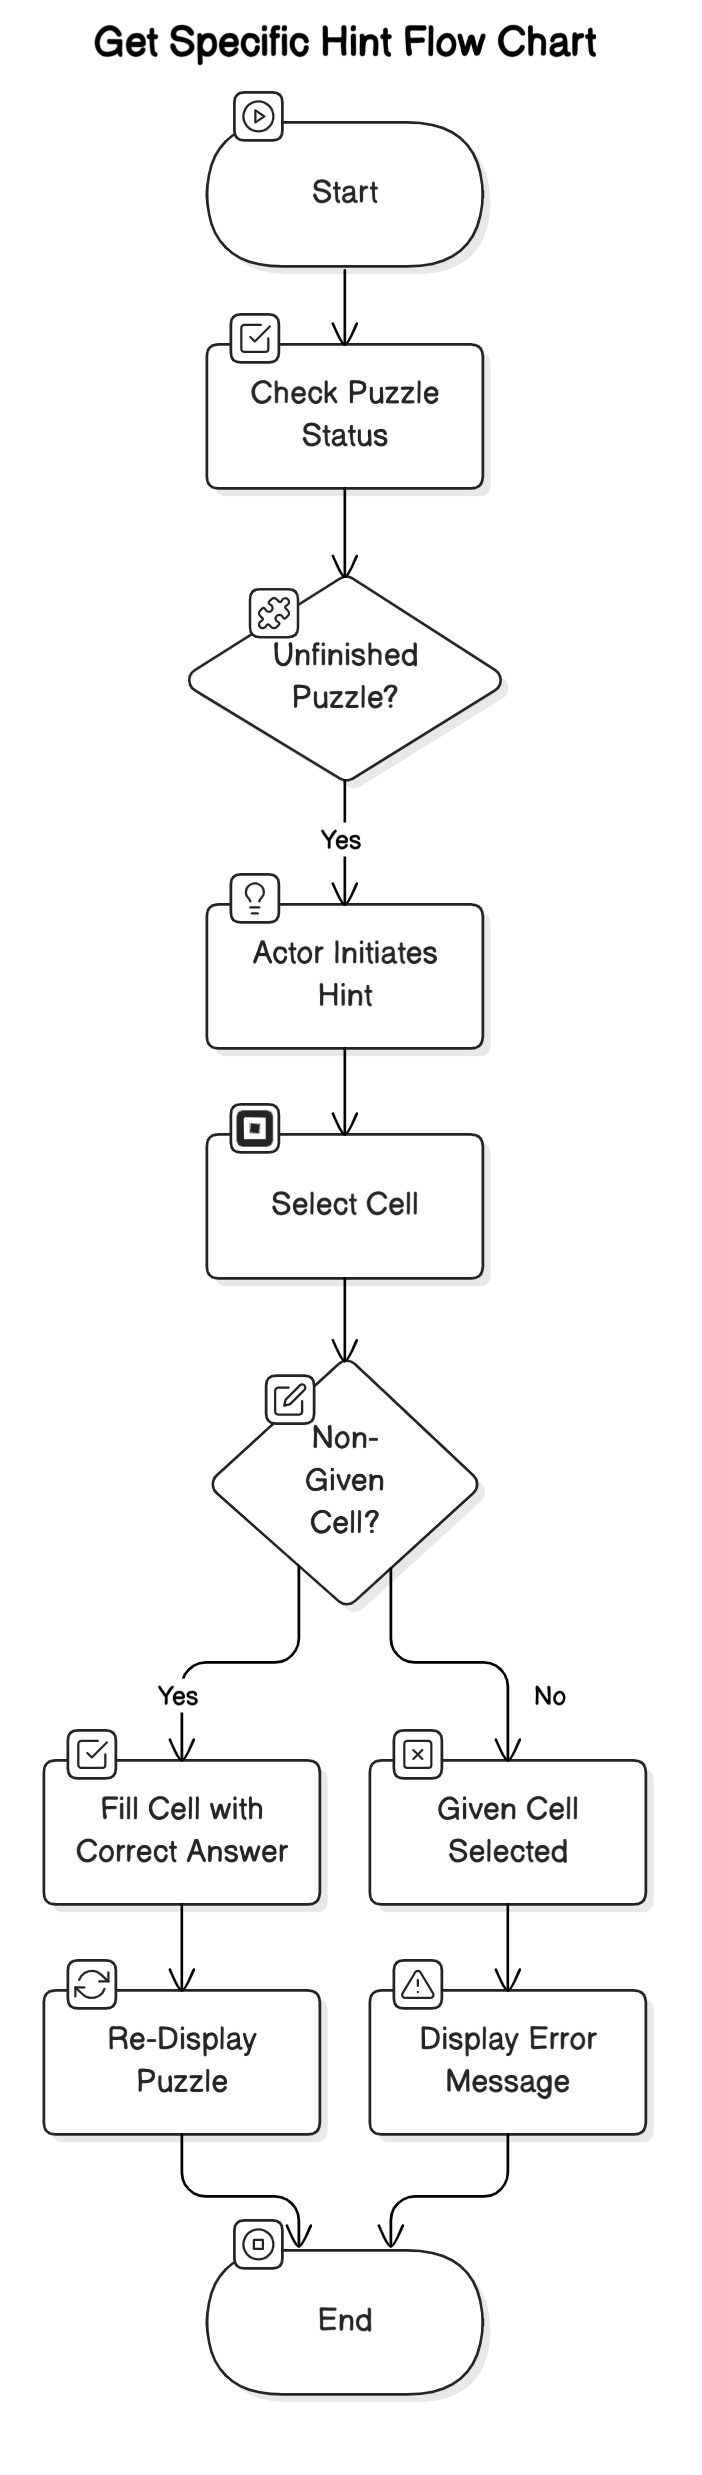 Get Specific Hint Flow Chart
Start
Check Puzzle
Status
Unfinished
Puzzle?
Yes
Actor Initiates
Hint
Select Cell
Non-
Given
Cell?
Yes
No
Fill Cell with
Correct Answer
Given Cell
Selected
Re-Display
Puzzle
Display Error
Message
End